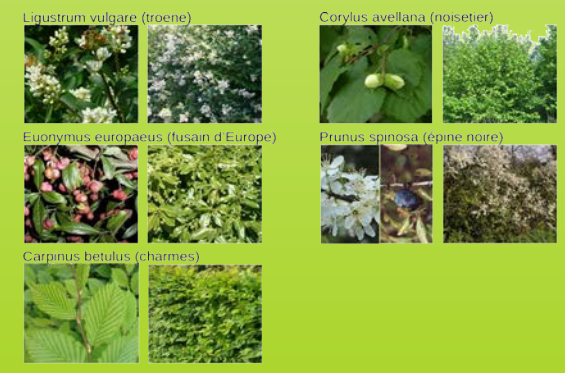 Ligustrum vulgare (troene)
Corylus avellana (noisetier)
Euonymus europaeus (fusain d'Europe)
Prunus spinosa (épine noire)
Carpinus betulus (charmes)